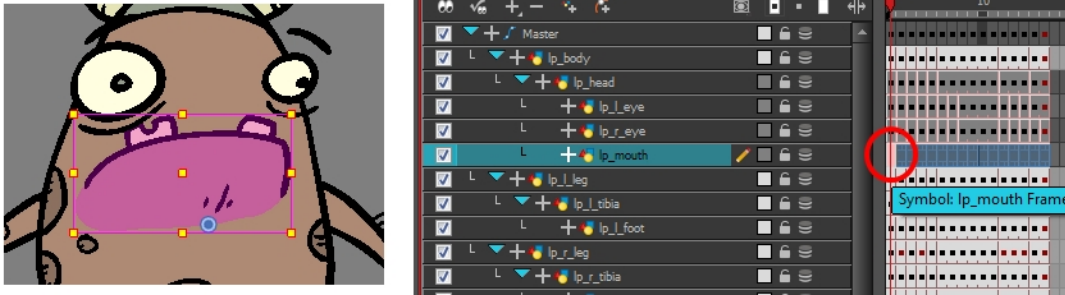 10
Master
lp_body
lp_head
lp_l_eye
lp_r_eye
lp_mouth
lp_l_leg
Symbol: lp_mouth Frame
lp_l_tibia
lp_l_foot
lp_r_leg
lp_r_tibia